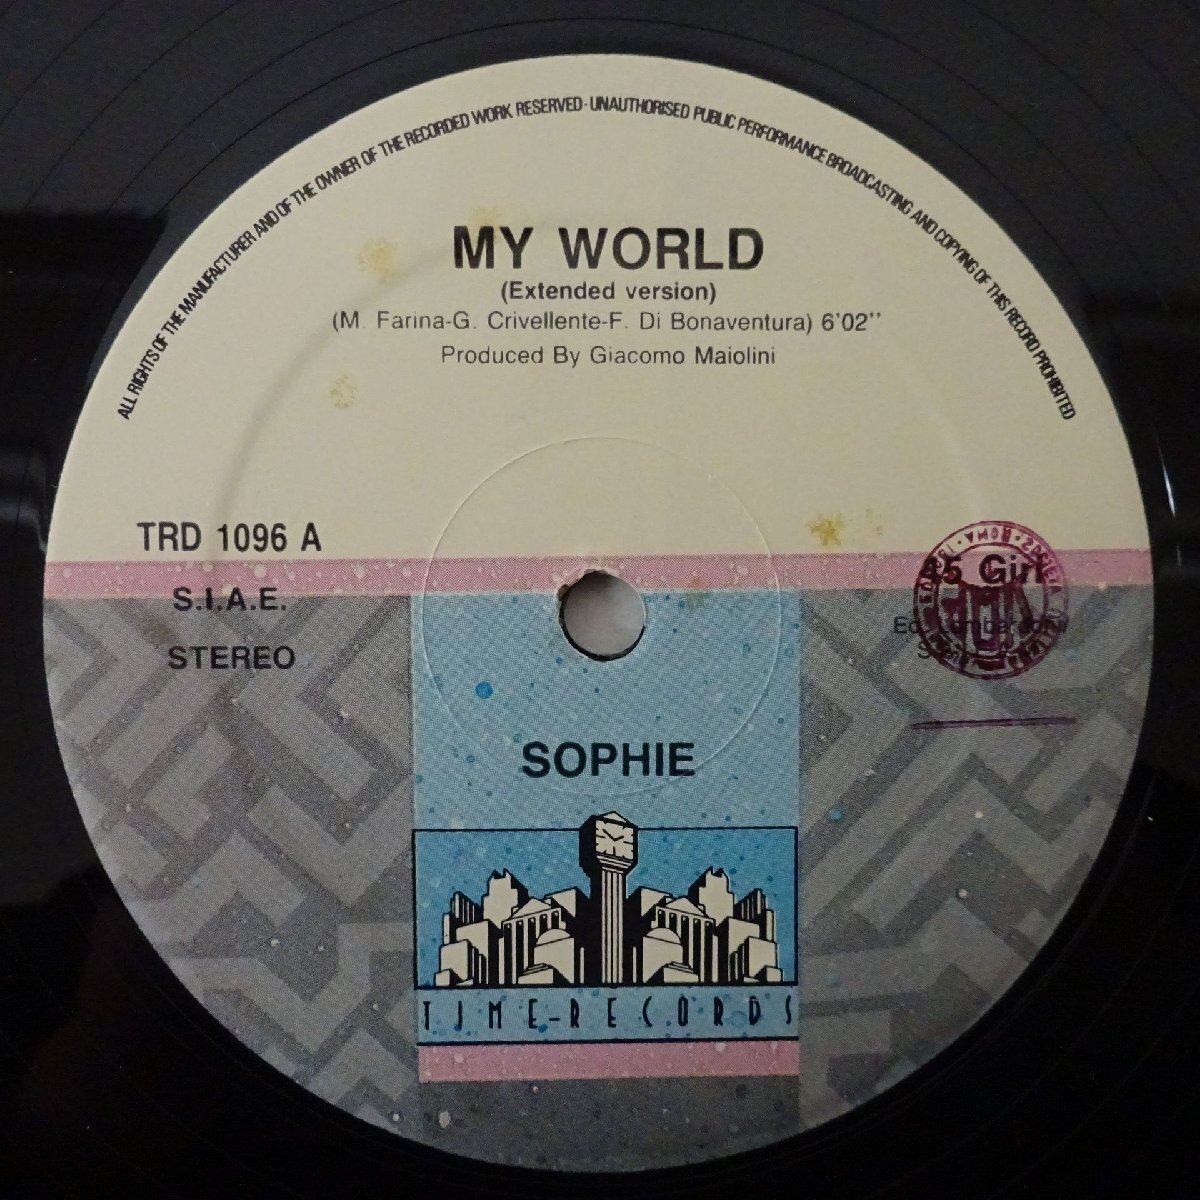 ALL RIGHTS OF THE MANUFACTURER AND OF THE OWNER OF THE RECORDED WORK RESERVED - UNAUTHORISED PUBLIC PERFORMANCE BROADCASTING AND COPYING OF THIS RECORD PROHIBITED
MY WORLD
(Extended version)
(M. Farina-G. Crivellente-F. Di Bonaventura) 6'02''
Produced By Giacomo Maiolini
TRD 1096 A
S.I.A.E.
STEREO
Girl
SOPHIE
TIME-RECORDS